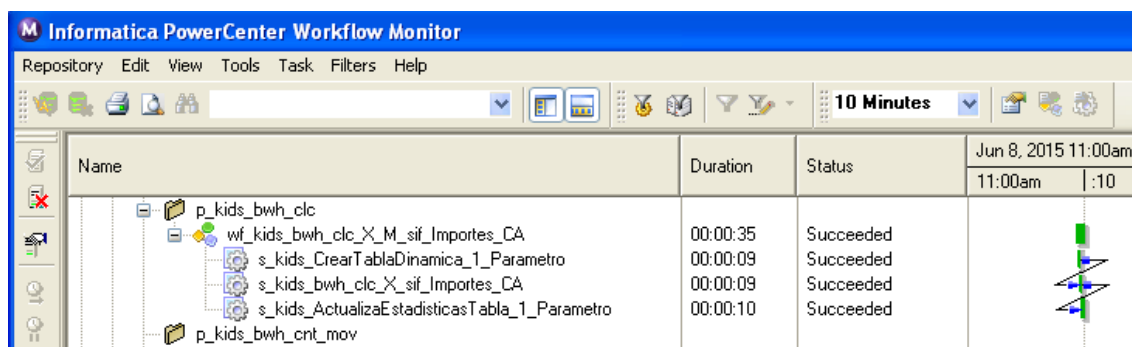 M Informatica PowerCenter Workflow Monitor
Repository Edit View Tools Task Filters Help
10 Minutes
Name Duration Status Jun 8, 2015 11:00am
11:00am :10
p_kids_bwh_clc
wf_kids_bwh_clc_X_M_sif_Importes_CA 00:00:35 Succeeded
s_kids_CrearTablaDinamica_1_Parametro 00:00:09 Succeeded
s_kids_bwh_clc_X_sif_Importes_CA 00:00:09 Succeeded
s_kids_ActualizaEstadisticasTabla_1_Parametro 00:00:10 Succeeded
p_kids_bwh_cnt_mov